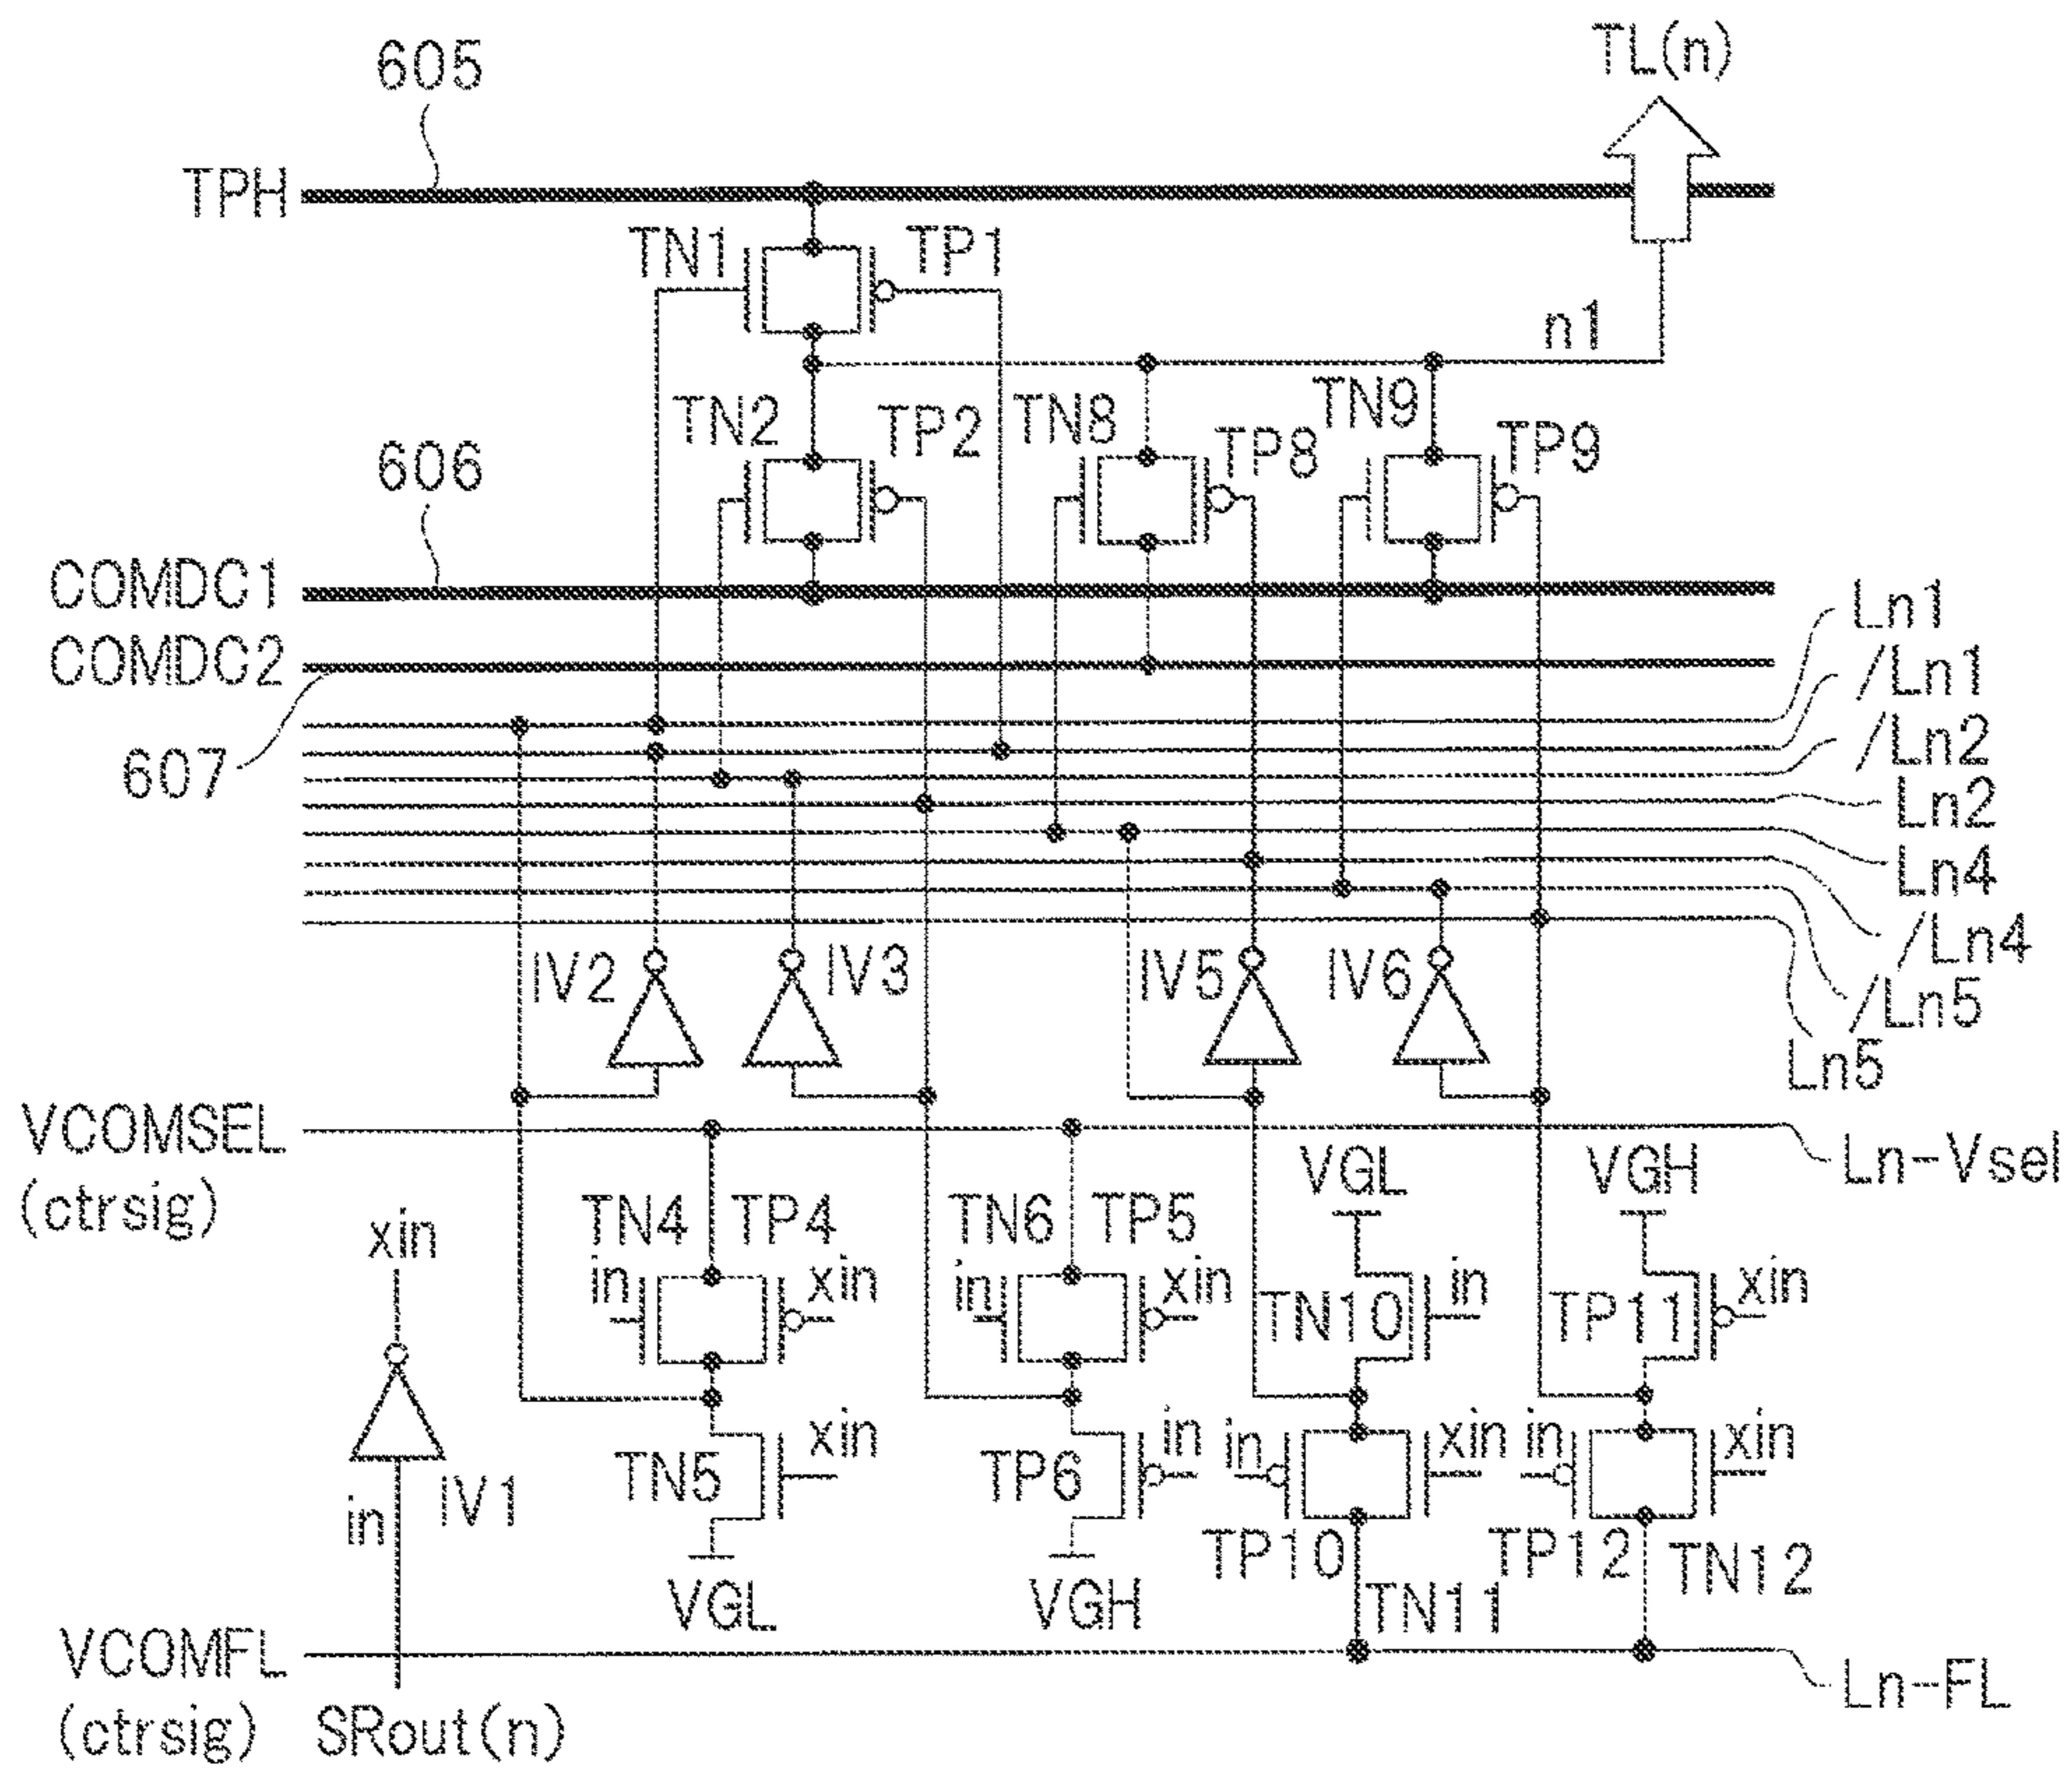 605
TL(n)
TPH
TN1
TP1
n1
TN2
TP2
TN8
TP8
TN9
TP9
606
COMDC1
COMDC2
607
Ln1
/Ln1
/Ln2
Ln2
Ln4
/Ln4
/Ln5
Ln5
IV2
IV3
IV5
IV6
VCOMSEL
(ctrsig)
Ln-Vsel
VGL
VGH
xin
TN4
TP4
in
xin
TN6
TP5
in
xin
TN10
in
TP11
xin
IV1
in
TN5
xin
VGL
TP6
in
VGH
in
xin
TP10
TN11
in
xin
TP12
TN12
VCOMFL
(ctrsig)
SRout(n)
Ln-FL